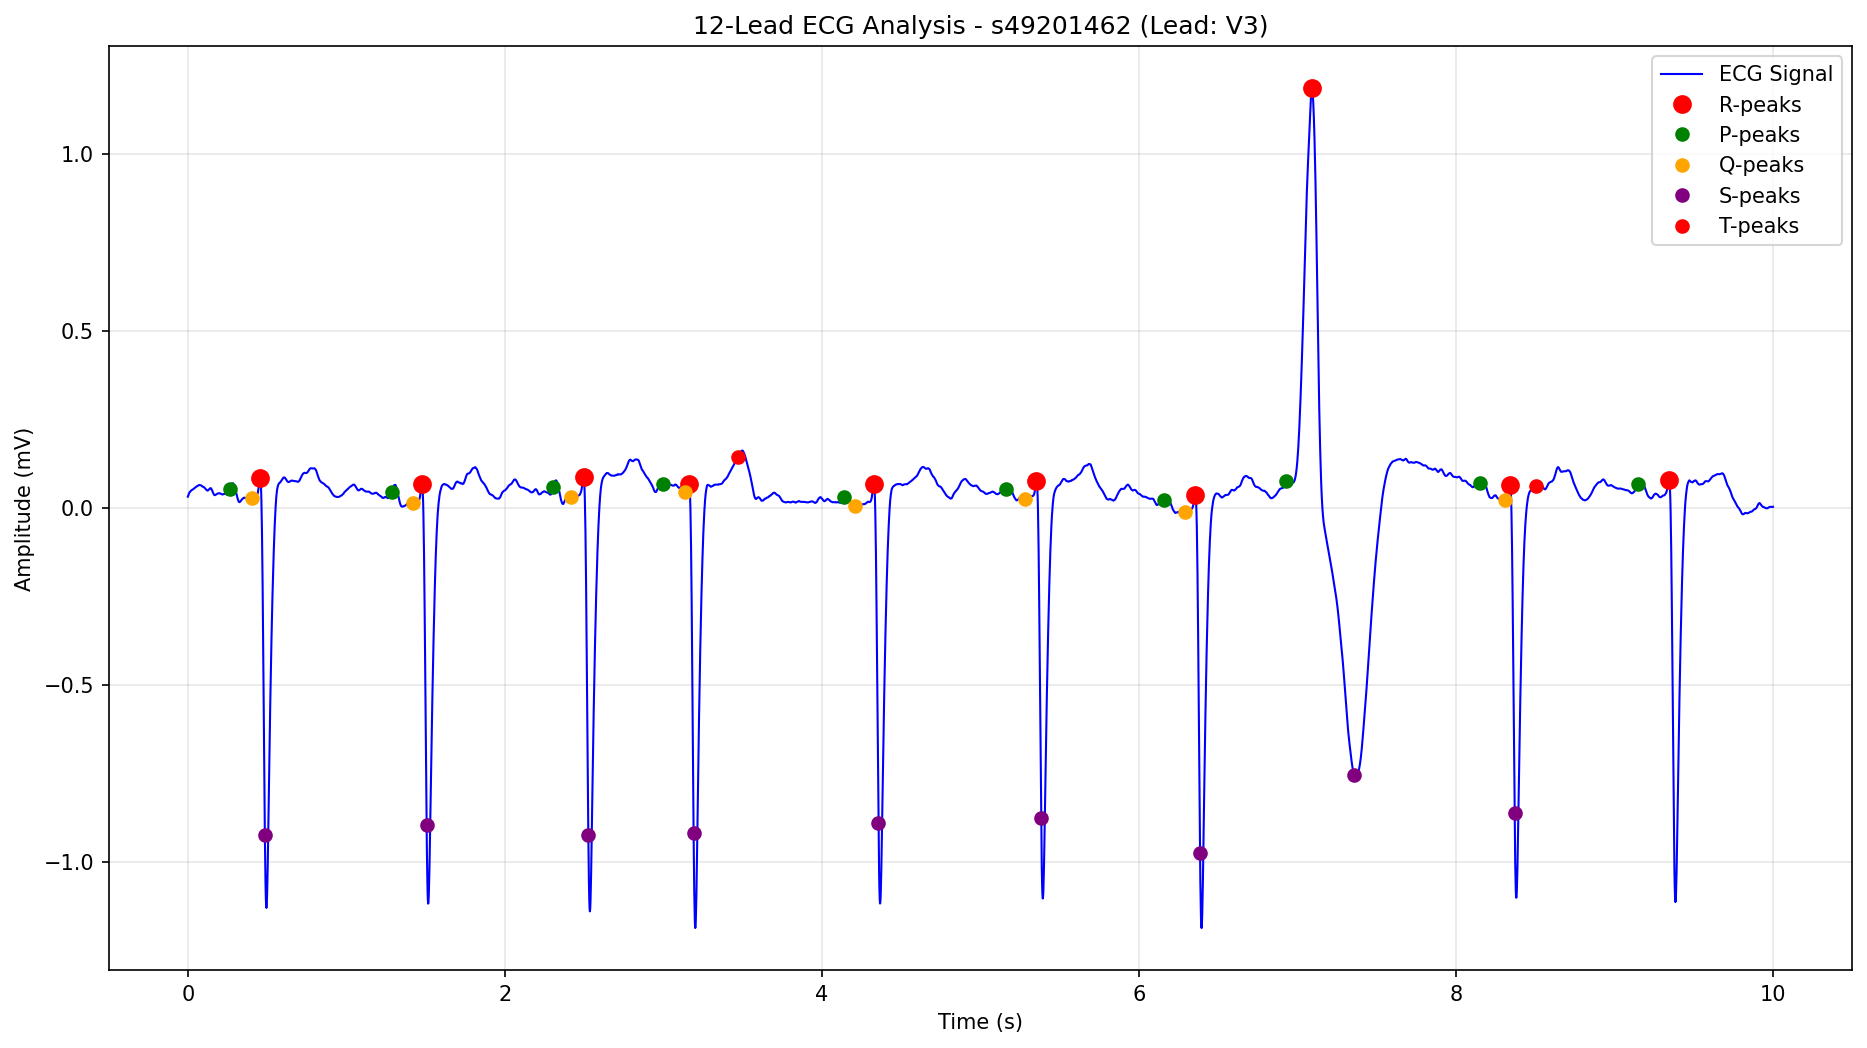 12-Lead ECG Analysis - s49201462 (Lead: V3)
ECG Signal
R-peaks
P-peaks
Q-peaks
S-peaks
T-peaks
1.0
0.5
0.0
−0.5
−1.0
Amplitude (mV)
0 2 4 6 8 10
Time (s)